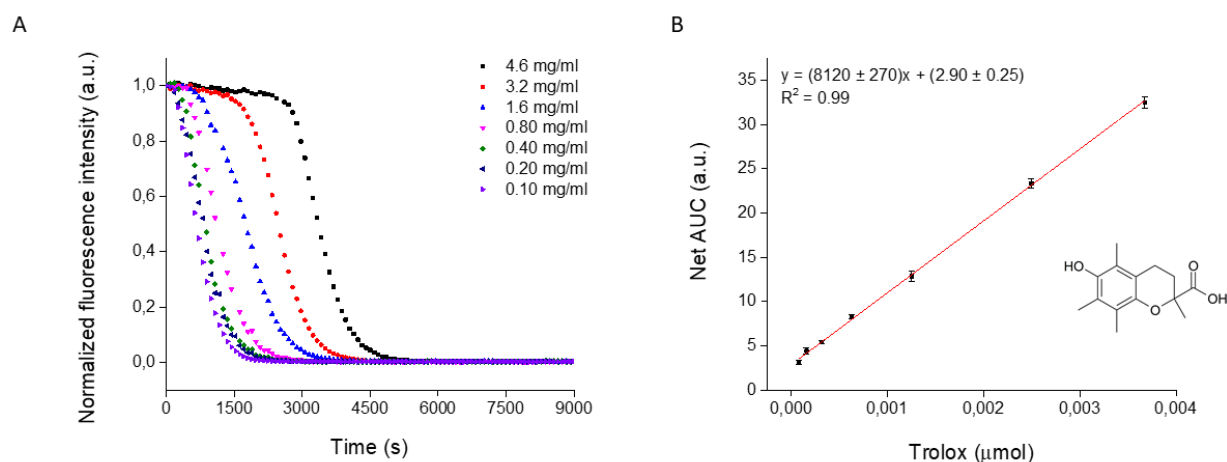 A
Normalized fluorescence intensity (a.u.)
1,0
0,8
0,6
0,4
0,2
0,0
4.6 mg/ml
3.2 mg/ml
1.6 mg/ml
0.80 mg/ml
0.40 mg/ml
0.20 mg/ml
0.10 mg/ml
0 1500 3000 4500 6000 7500 9000
Time (s)
B
Net AUC (a.u.)
35
30
25
20
15
10
5
0
y = (8120 ± 270)x + (2.90 ± 0.25)
R² = 0.99
HO
O
O
OH
0,000 0,001 0,002 0,003 0,004
Trolox (μmol)